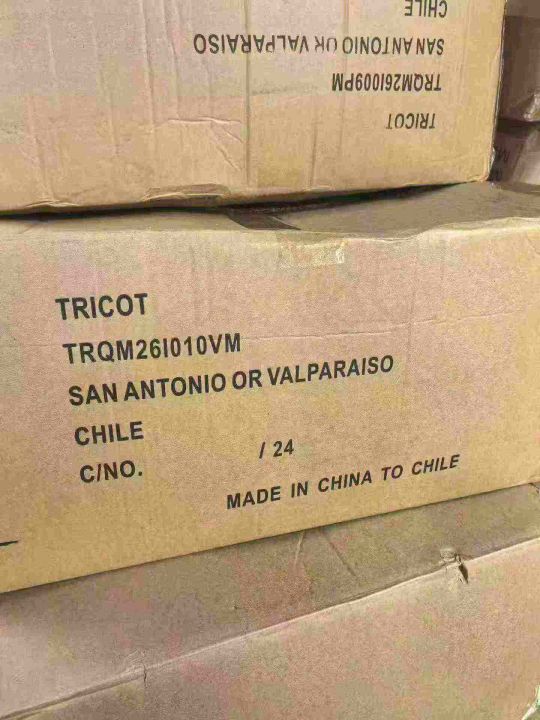 CHILE
SAN ANTONIO OR VALPARAISO
TRQM26I009PM
TRICOT
TRICOT
TRQM26I010VM
SAN ANTONIO OR VALPARAISO
CHILE
C/NO. / 24
MADE IN CHINA TO CHILE